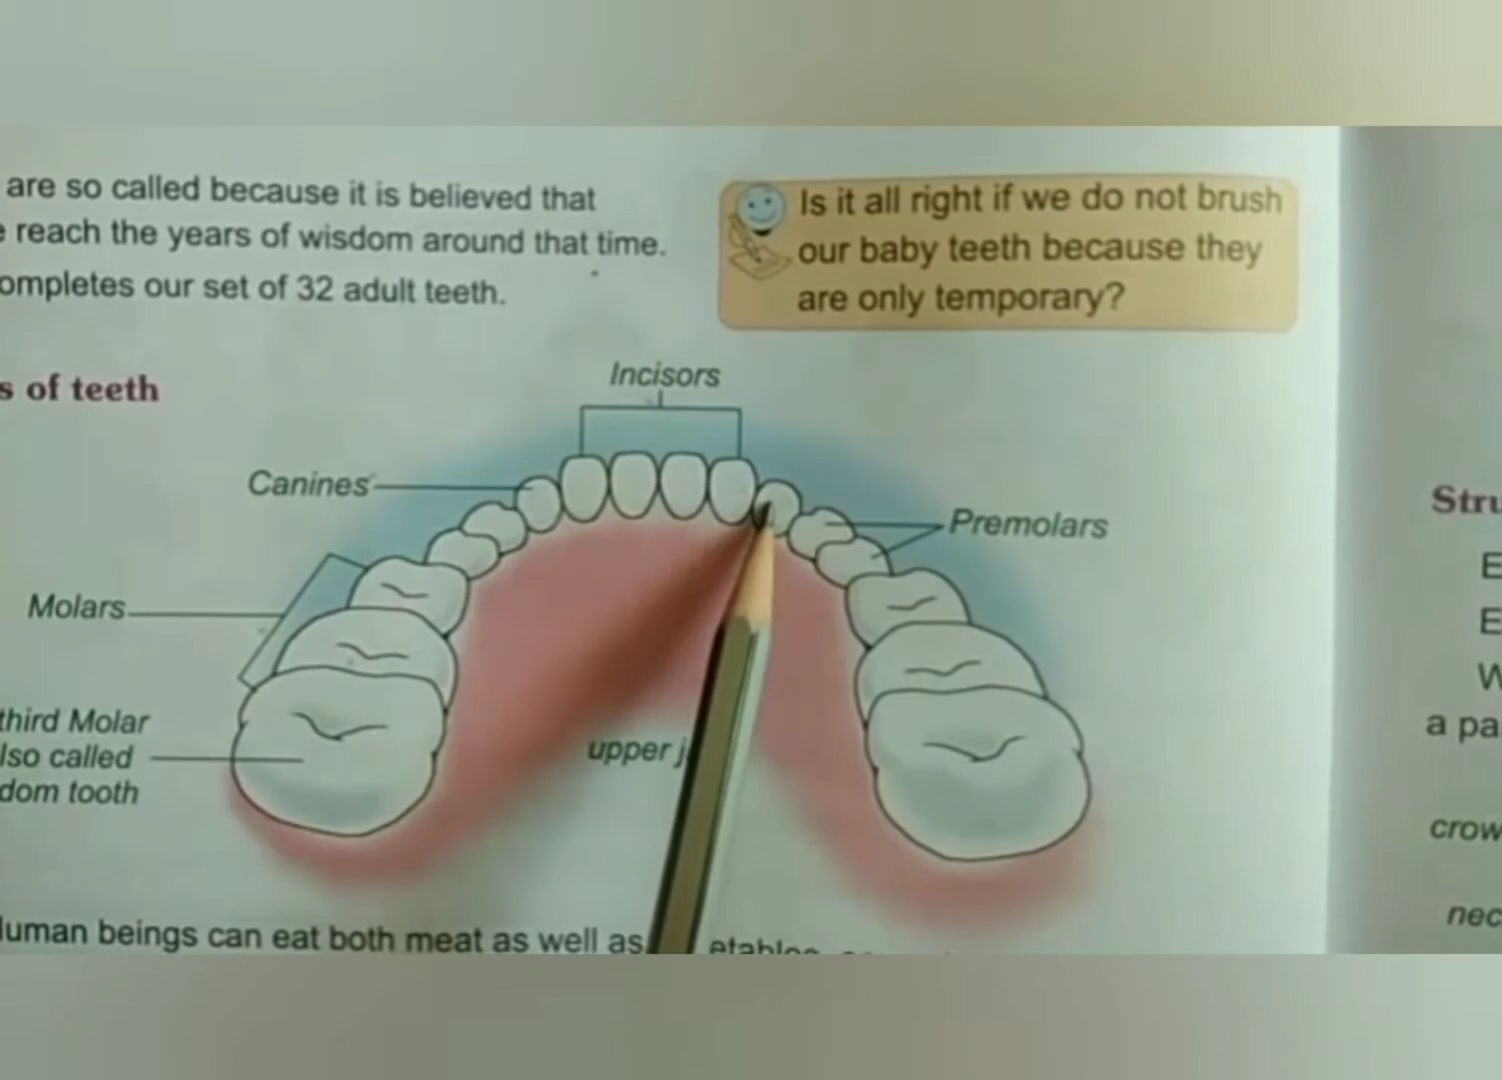 are so called because it is believed that
reach the years of wisdom around that time.
ompletes our set of 32 adult teeth.
Is it all right if we do not brush
our baby teeth because they
are only temporary?
s of teeth
Incisors
Canines
Premolars
Molars
third Molar
lso called
dom tooth
upper j
uman beings can eat both meat as well as
Stru
E
E
W
a pa
crow
nec